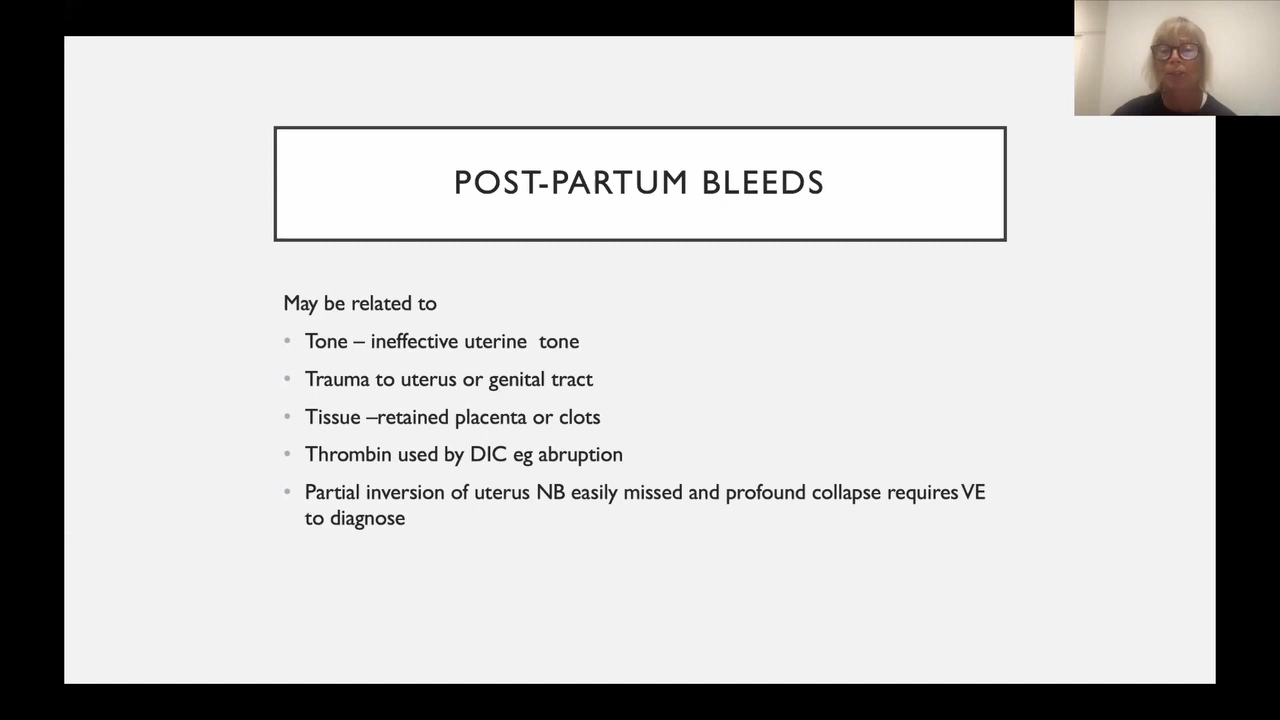 POST-PARTUM BLEEDS
May be related to
• Tone – ineffective uterine  tone
• Trauma to uterus or genital tract
• Tissue –retained placenta or clots
• Thrombin used by DIC eg abruption
• Partial inversion of uterus NB easily missed and profound collapse requires VE
to diagnose